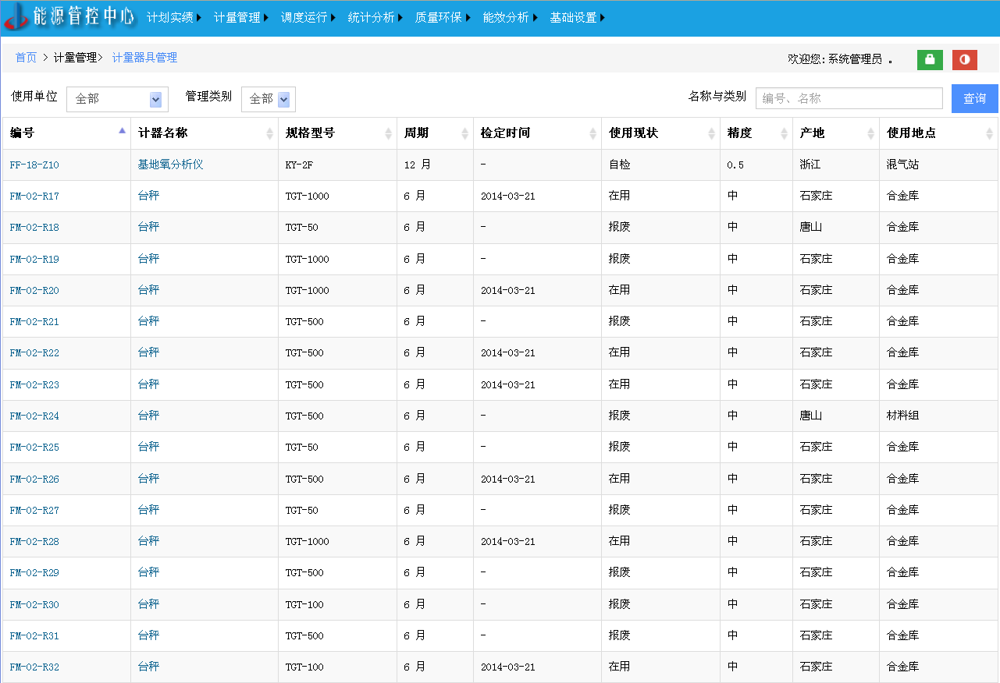 能源管控中心 计划实绩 计量管理 调度运行 统计分析 质量环保 能效分析 基础设置
首页 > 计量管理> 计量器具管理 欢迎您:系统管理员 。
使用单位 全部 管理类别 全部 名称与类别 编号、名称 查询
编号 计器名称 规格型号 周期 检定时间 使用现状 精度 产地 使用地点
FF-18-Z10 基地氧分析仪 KY-2F 12 月 - 自检 0.5 浙江 混气站
FM-02-R17 台秤 TGT-1000 6 月 2014-03-21 在用 中 石家庄 合金库
FM-02-R18 台秤 TGT-50 6 月 - 报废 中 唐山 合金库
FM-02-R19 台秤 TGT-1000 6 月 - 报废 中 石家庄 合金库
FM-02-R20 台秤 TGT-1000 6 月 2014-03-21 在用 中 石家庄 合金库
FM-02-R21 台秤 TGT-500 6 月 - 报废 中 石家庄 合金库
FM-02-R22 台秤 TGT-500 6 月 2014-03-21 在用 中 石家庄 合金库
FM-02-R23 台秤 TGT-500 6 月 2014-03-21 在用 中 石家庄 合金库
FM-02-R24 台秤 TGT-500 6 月 - 报废 中 唐山 材料组
FM-02-R25 台秤 TGT-50 6 月 - 报废 中 石家庄 合金库
FM-02-R26 台秤 TGT-500 6 月 2014-03-21 在用 中 石家庄 合金库
FM-02-R27 台秤 TGT-50 6 月 - 报废 中 石家庄 合金库
FM-02-R28 台秤 TGT-1000 6 月 2014-03-21 在用 中 石家庄 合金库
FM-02-R29 台秤 TGT-500 6 月 - 报废 中 石家庄 合金库
FM-02-R30 台秤 TGT-100 6 月 - 报废 中 石家庄 合金库
FM-02-R31 台秤 TGT-500 6 月 - 报废 中 石家庄 合金库
FM-02-R32 台秤 TGT-100 6 月 2014-03-21 在用 中 石家庄 合金库